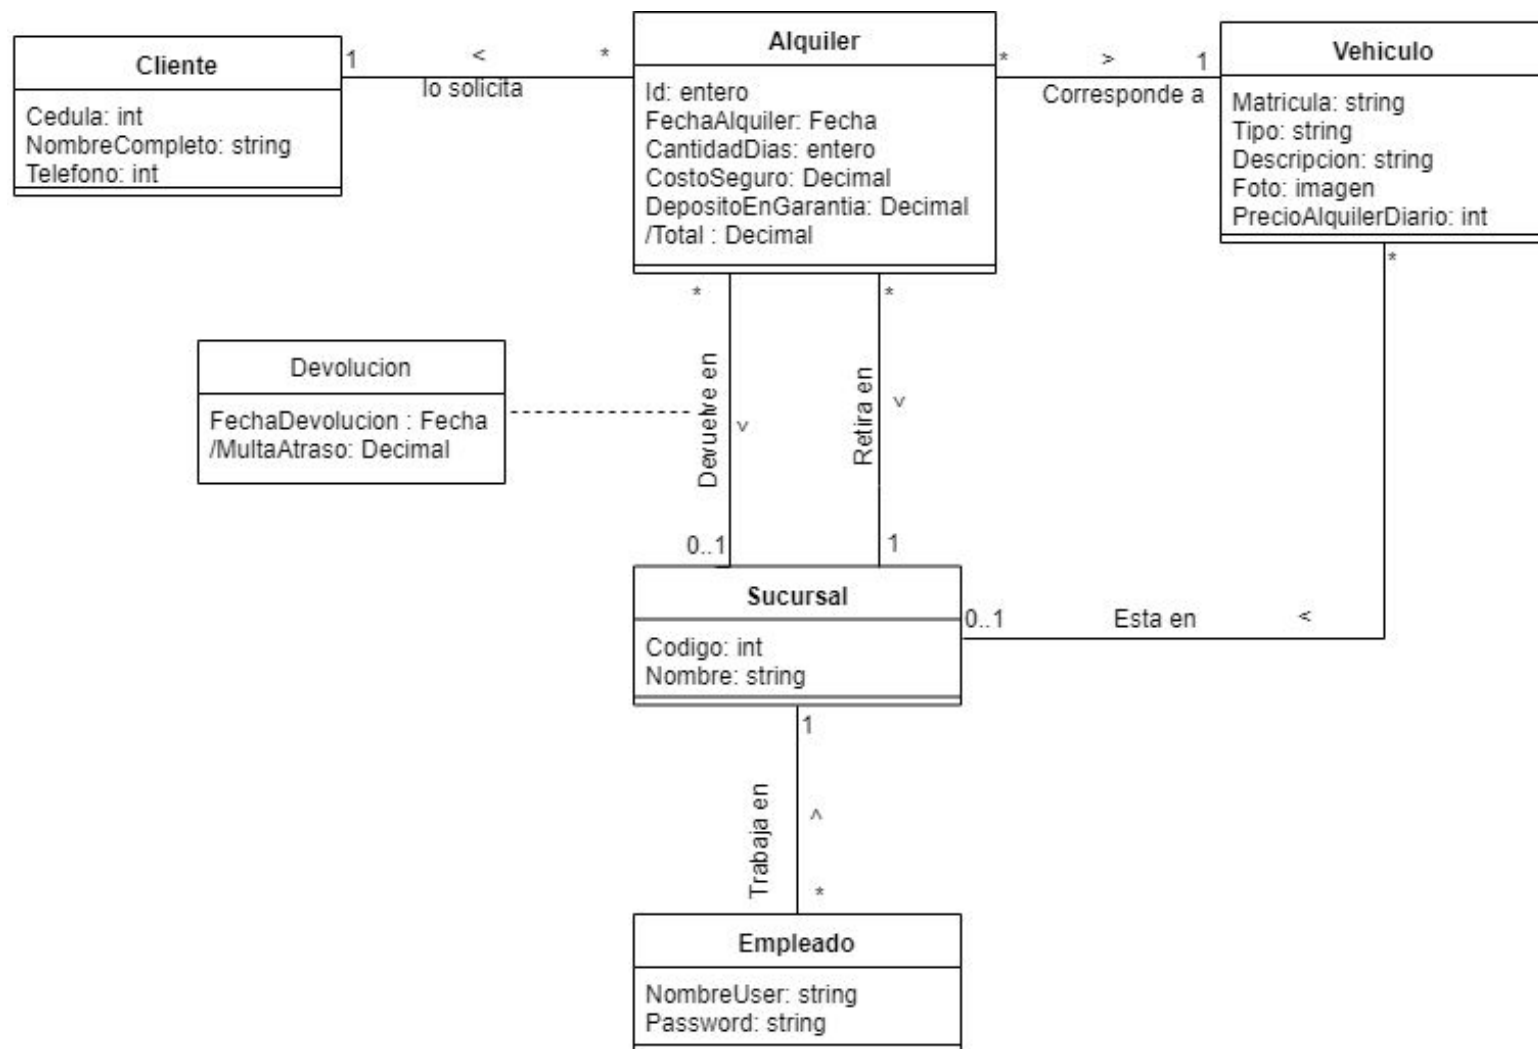 Cliente
Cedula: int
NombreCompleto: string
Telefono: int
1
<
*
lo solicita
Alquiler
Id: entero
FechaAlquiler: Fecha
CantidadDias: entero
CostoSeguro: Decimal
DepositoEnGarantia: Decimal
/Total : Decimal
*
>
1
Corresponde a
Vehiculo
Matricula: string
Tipo: string
Descripcion: string
Foto: imagen
PrecioAlquilerDiario: int
*
*
*
Devolucion
FechaDevolucion : Fecha
/MultaAtraso: Decimal
Devuelve en
v
Retira en
v
0..1
1
Sucursal
Codigo: int
Nombre: string
0..1
Esta en
<
1
Trabaja en
^
*
Empleado
NombreUser: string
Password: string